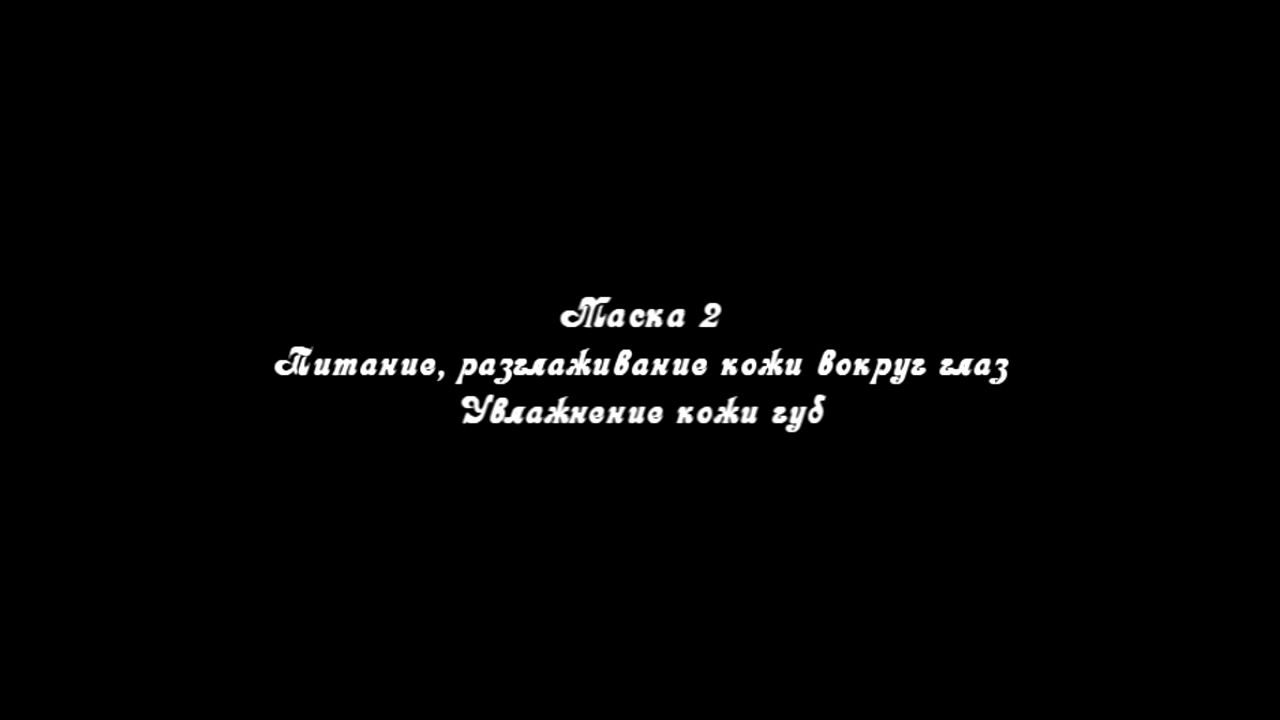 Маска 2
Питание, разглаживание кожи вокруг глаз
Увлажнение кожи губ